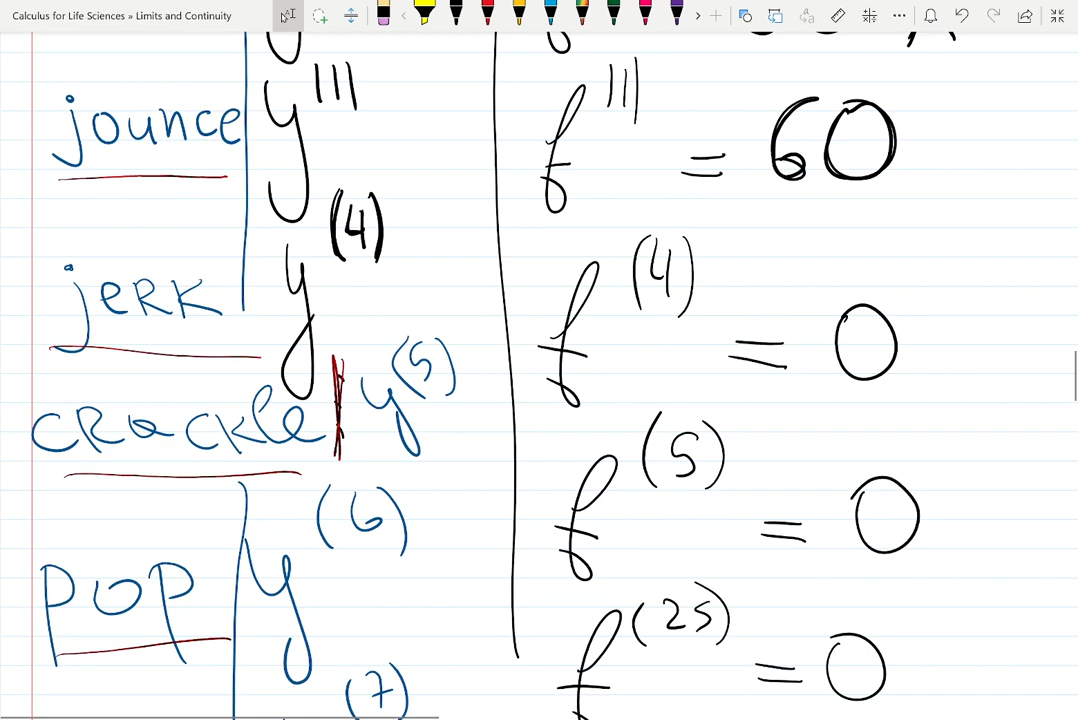 Calculus for Life Sciences » Limits and Continuity
jounce y''' f''' = 60
jerk y(4) f(4) = 0
crackle y(5) f(5) = 0
pop y(6) f(25) = 0
(7)